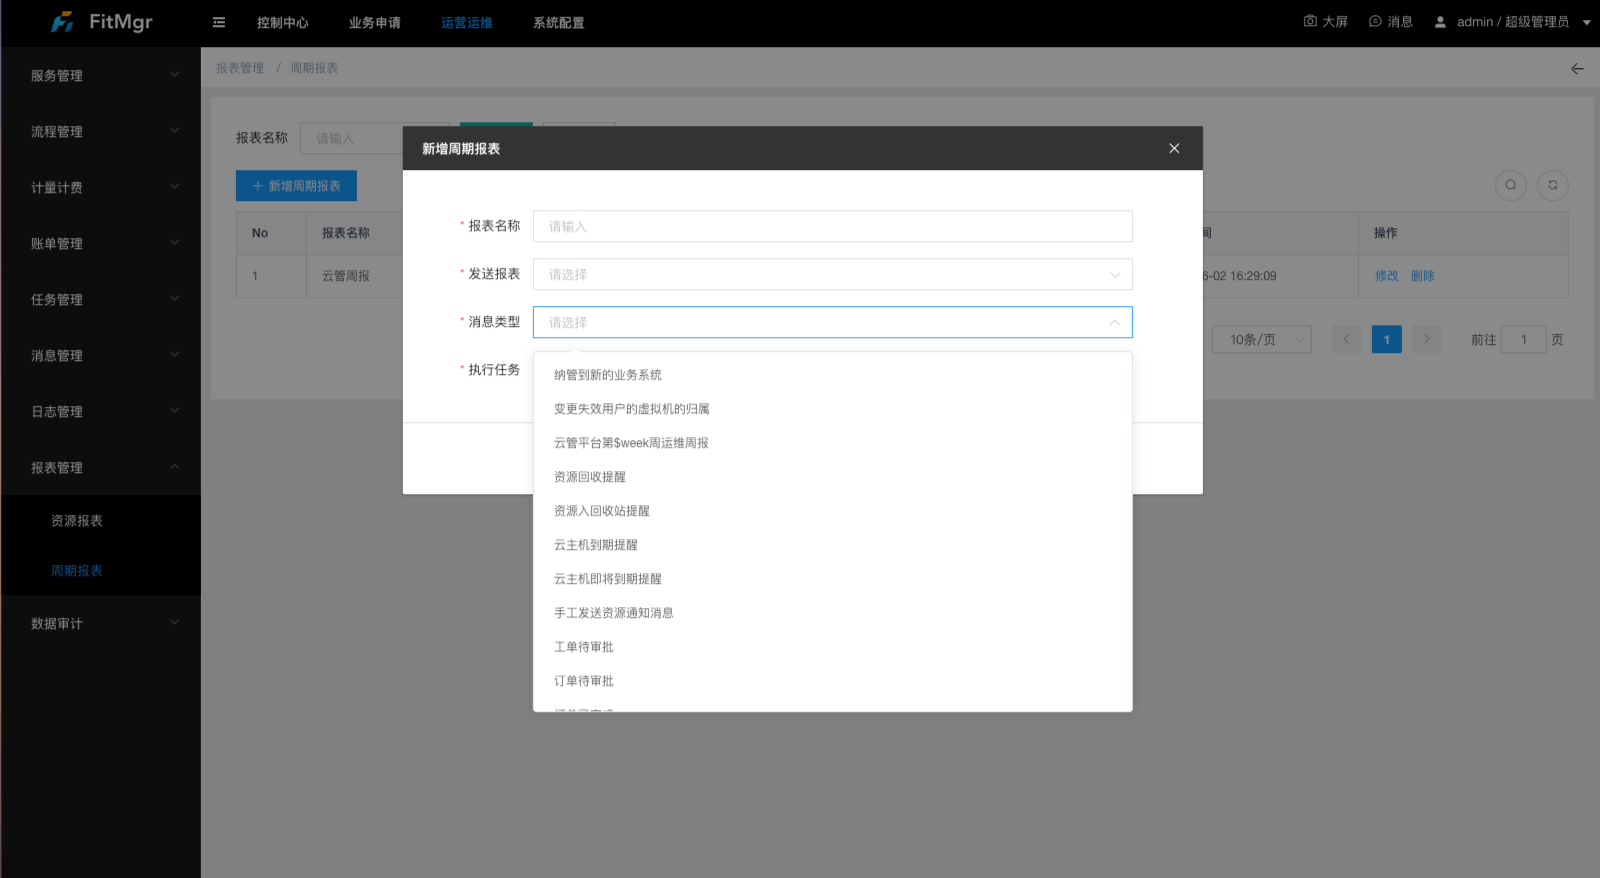 FitMgr
控制中心
业务申请
运营运维
系统配置
大屏
消息
admin / 超级管理员
服务管理
流程管理
计量计费
账单管理
任务管理
消息管理
日志管理
报表管理
资源报表
周期报表
数据审计
报表管理 / 周期报表
报表名称 请输入
+ 新增周期报表
No 报表名称 操作
1 云管周报 16:29:09 修改 删除
10条/页 1 前往 1 页
新增周期报表
* 报表名称 请输入
* 发送报表 请选择
* 消息类型 请选择
* 执行任务
纳管到新的业务系统
变更失效用户的虚拟机的归属
云管平台第$week周运维周报
资源回收提醒
资源入回收站提醒
云主机到期提醒
云主机即将到期提醒
手工发送资源通知消息
工单待审批
订单待审批